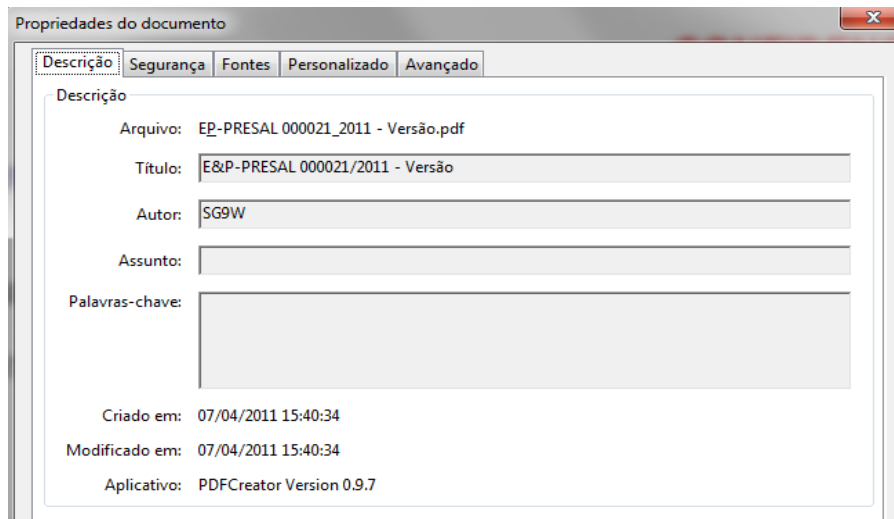 Propriedades do documento
Descrição Segurança Fontes Personalizado Avançado
Descrição
Arquivo: EP-PRESAL 000021_2011 - Versão.pdf
Título: E&P-PRESAL 000021/2011 - Versão
Autor: SG9W
Assunto:
Palavras-chave:
Criado em: 07/04/2011 15:40:34
Modificado em: 07/04/2011 15:40:34
Aplicativo: PDFCreator Version 0.9.7